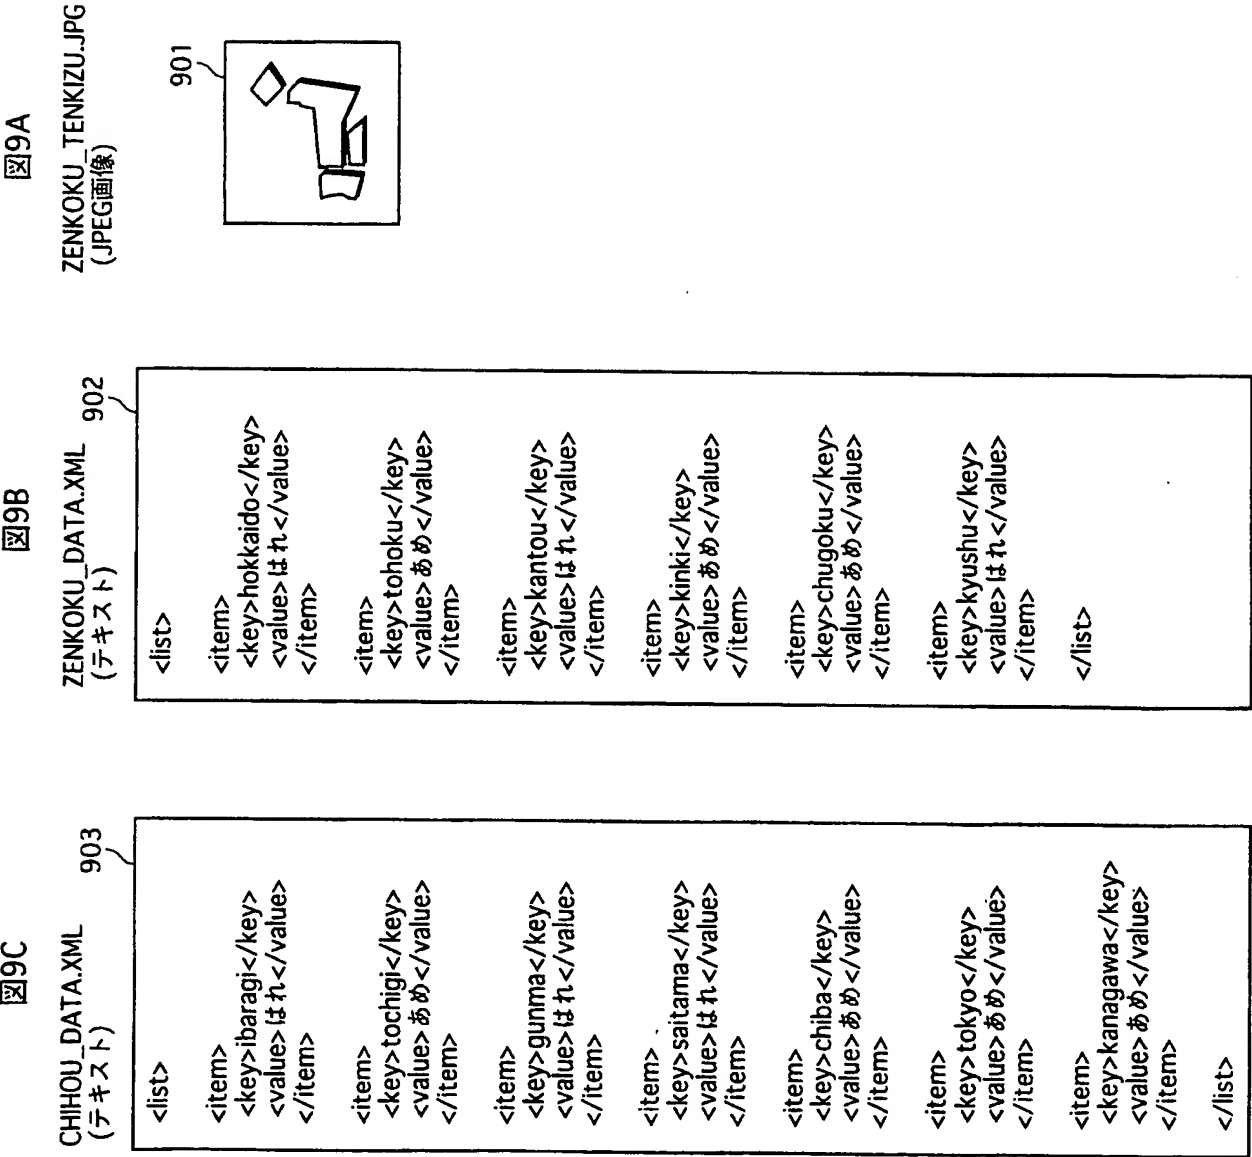 図9A
ZENKOKU_TENKIZU.JPG
(JPEG画像)
901
図9B
ZENKOKU_DATA.XML
(テキスト)
902
<list>
<item>
<key>hokkaido</key>
<value>はれ</value>
</item>
<item>
<key>tohoku</key>
<value>あめ</value>
</item>
<item>
<key>kantou</key>
<value>はれ</value>
</item>
<item>
<key>kinki</key>
<value>あめ</value>
</item>
<item>
<key>chugoku</key>
<value>あめ</value>
</item>
<item>
<key>kyushu</key>
<value>はれ</value>
</item>
</list>
図9C
CHIHOU_DATA.XML
(テキスト)
903
<list>
<item>
<key>ibaragi</key>
<value>はれ</value>
</item>
<item>
<key>tochigi</key>
<value>あめ</value>
</item>
<item>
<key>gunma</key>
<value>はれ</value>
</item>
<item>
<key>saitama</key>
<value>はれ</value>
</item>
<item>
<key>chiba</key>
<value>あめ</value>
</item>
<item>
<key>tokyo</key>
<value>あめ</value>
</item>
<item>
<key>kanagawa</key>
<value>あめ</value>
</item>
</list>